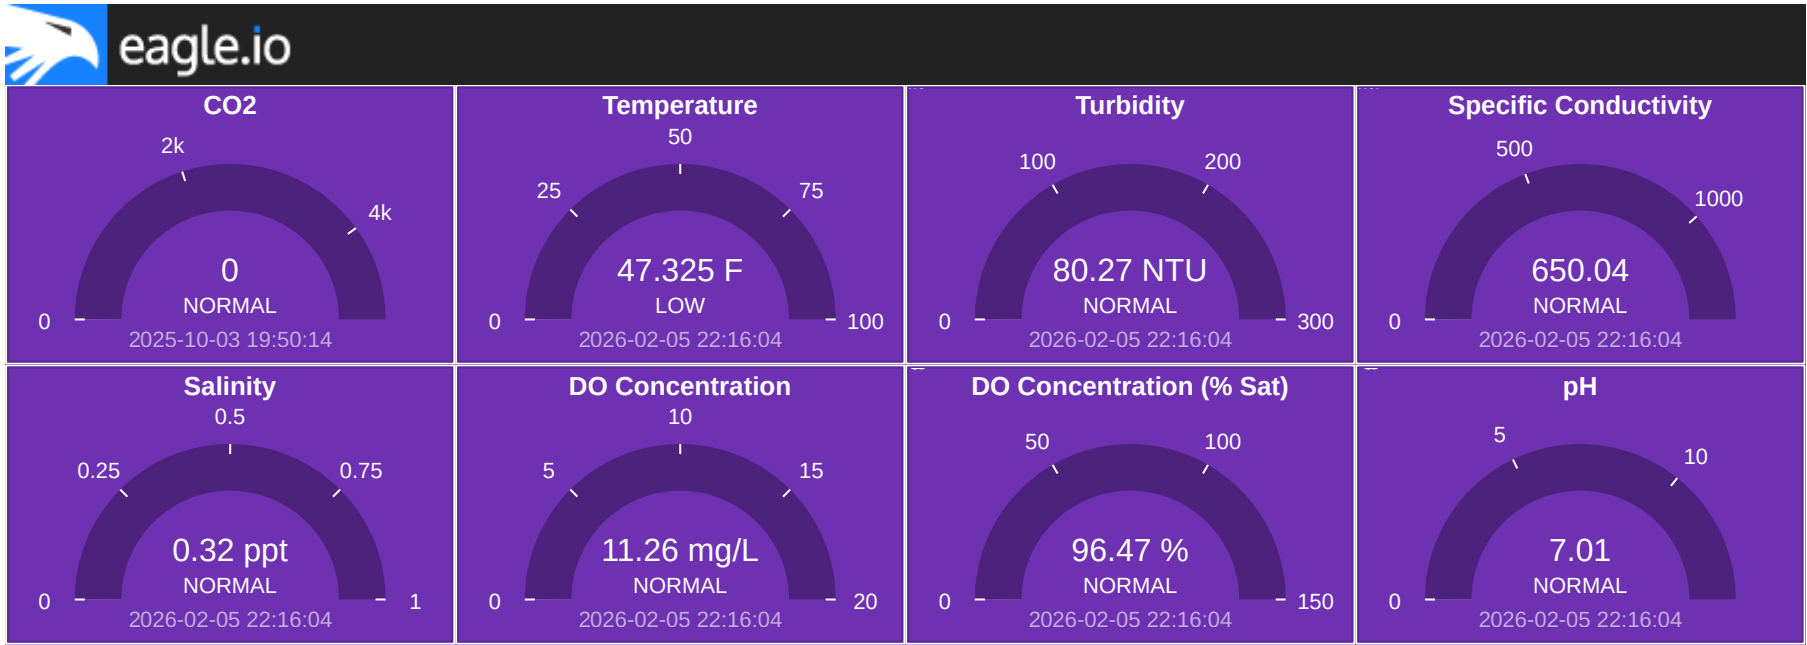 eagle.io
CO2
2k
4k
0
0
NORMAL
2025-10-03 19:50:14
Temperature
50
25
75
47.325 F
LOW
0
100
2026-02-05 22:16:04
Turbidity
100
200
80.27 NTU
NORMAL
0
300
2026-02-05 22:16:04
Specific Conductivity
500
1000
650.04
NORMAL
0
2026-02-05 22:16:04
Salinity
0.5
0.25
0.75
0.32 ppt
NORMAL
0
1
2026-02-05 22:16:04
DO Concentration
10
5
15
11.26 mg/L
NORMAL
0
20
2026-02-05 22:16:04
DO Concentration (% Sat)
50
100
96.47 %
NORMAL
0
150
2026-02-05 22:16:04
pH
5
10
7.01
NORMAL
0
2026-02-05 22:16:04